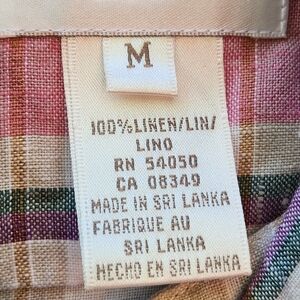 M
100% LINEN/LIN/
LINO
RN 54050
CA 08349
MADE IN SRI LANKA
FABRIQUE AU
SRI LANKA
HECHO EN SRI LANKA